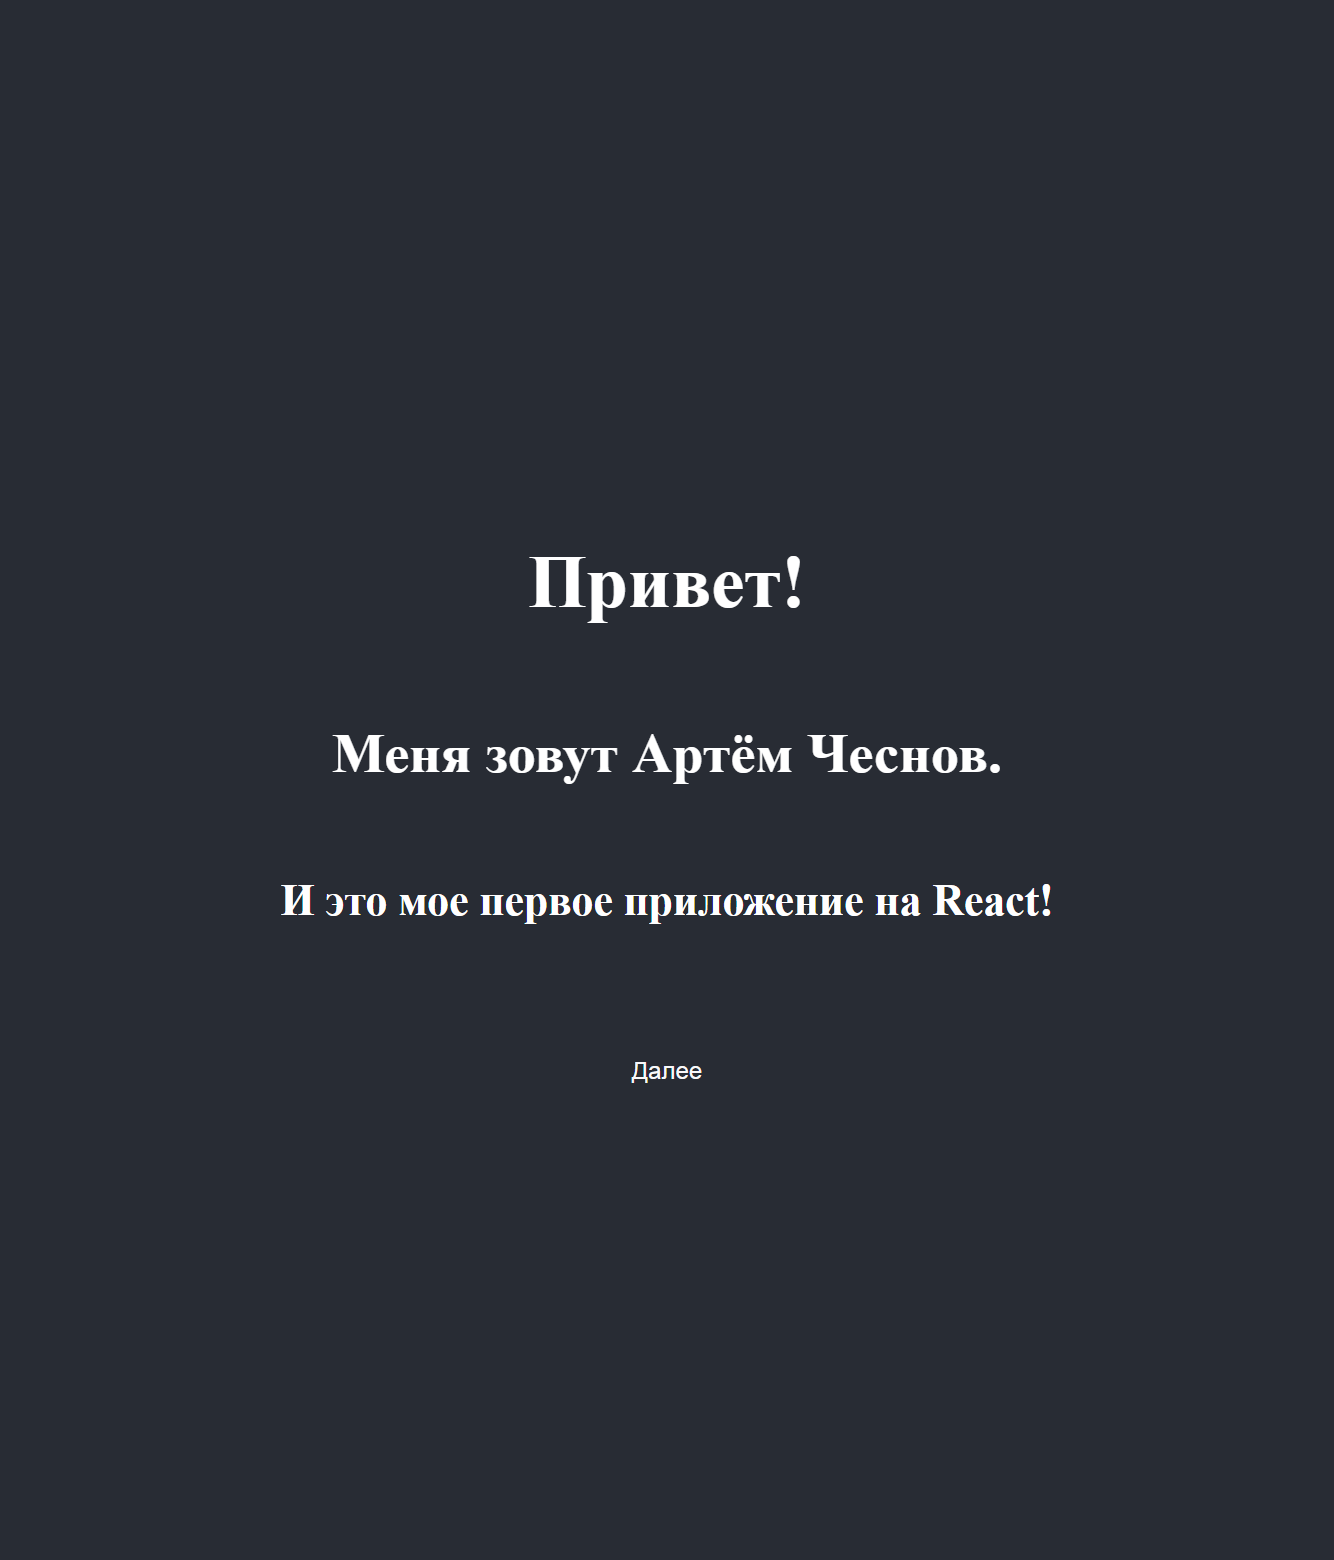 Привет!
Меня зовут Артём Чеснов.
И это мое первое приложение на React!
Далее